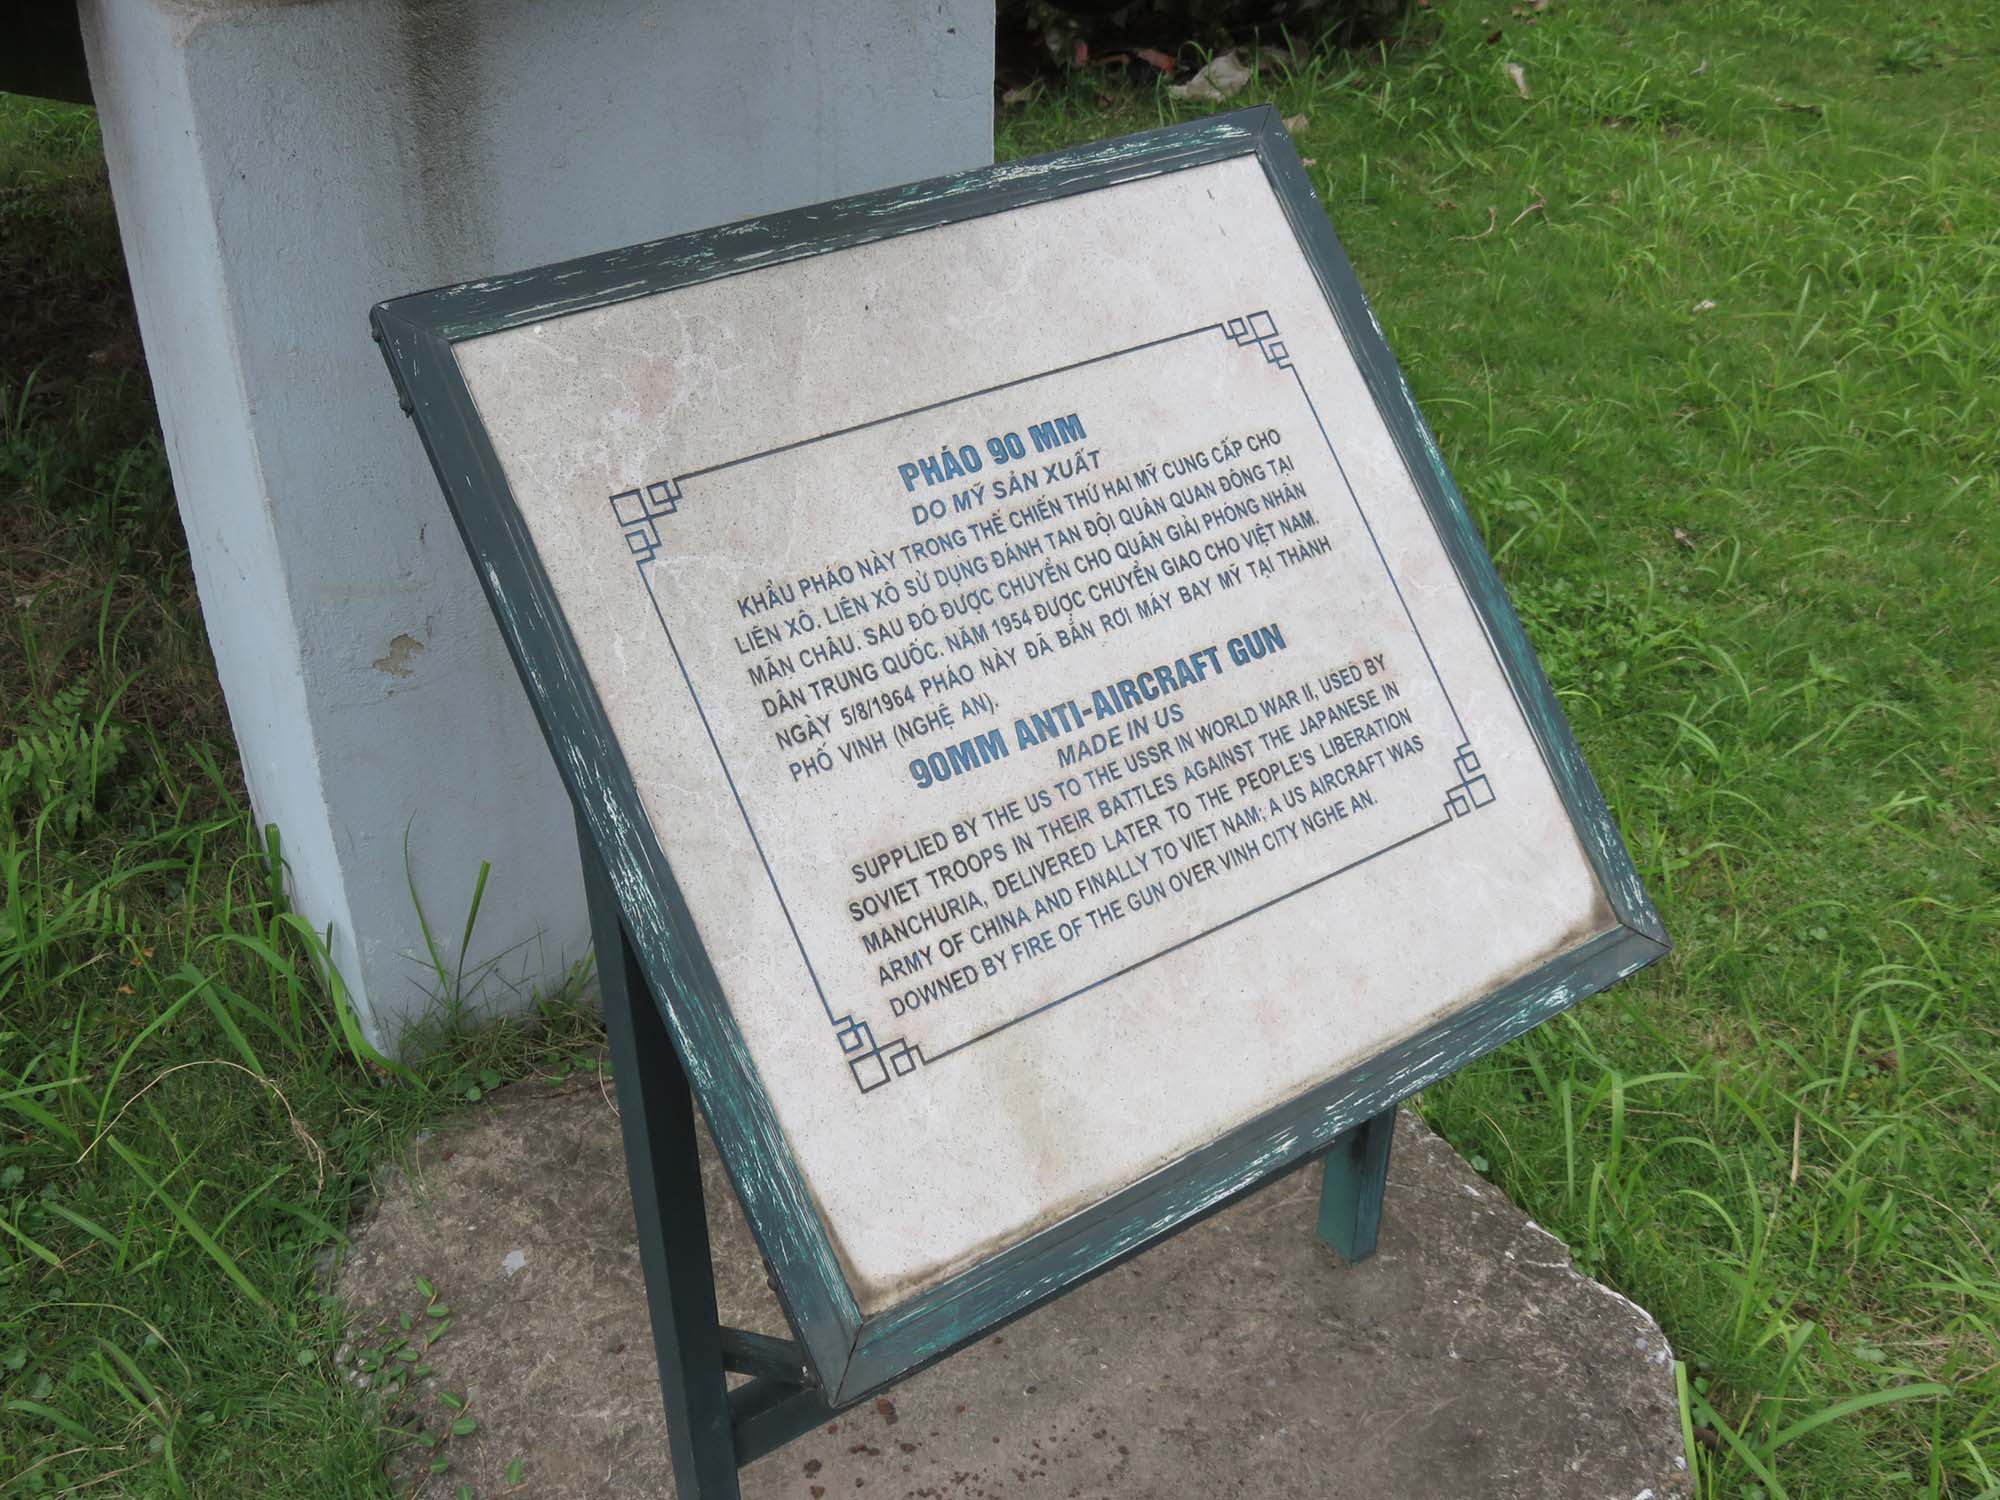 PHÁO 90 MM
DO MỸ SẢN XUẤT
KHẨU PHÁO NÀY TRONG THẾ CHIẾN THỨ HAI MỸ CUNG CẤP CHO
LIÊN XÔ. LIÊN XÔ SỬ DỤNG ĐÁNH TAN ĐỘI QUÂN QUAN ĐÔNG TẠI
MÃN CHÂU. SAU ĐÓ ĐƯỢC CHUYỂN CHO QUÂN GIẢI PHÓNG NHÂN
DÂN TRUNG QUỐC. NĂM 1954 ĐƯỢC CHUYỂN GIAO CHO VIỆT NAM.
NGÀY 5/8/1964 PHÁO NÀY ĐÃ BẮN RƠI MÁY BAY MỸ TẠI THÀNH
PHỐ VINH (NGHỆ AN).
90MM ANTI-AIRCRAFT GUN
MADE IN US
SUPPLIED BY THE US TO THE USSR IN WORLD WAR II, USED BY
SOVIET TROOPS IN THEIR BATTLES AGAINST THE JAPANESE IN
MANCHURIA, DELIVERED LATER TO THE PEOPLE'S LIBERATION
ARMY OF CHINA AND FINALLY TO VIET NAM; A US AIRCRAFT WAS
DOWNED BY FIRE OF THE GUN OVER VINH CITY NGHE AN.